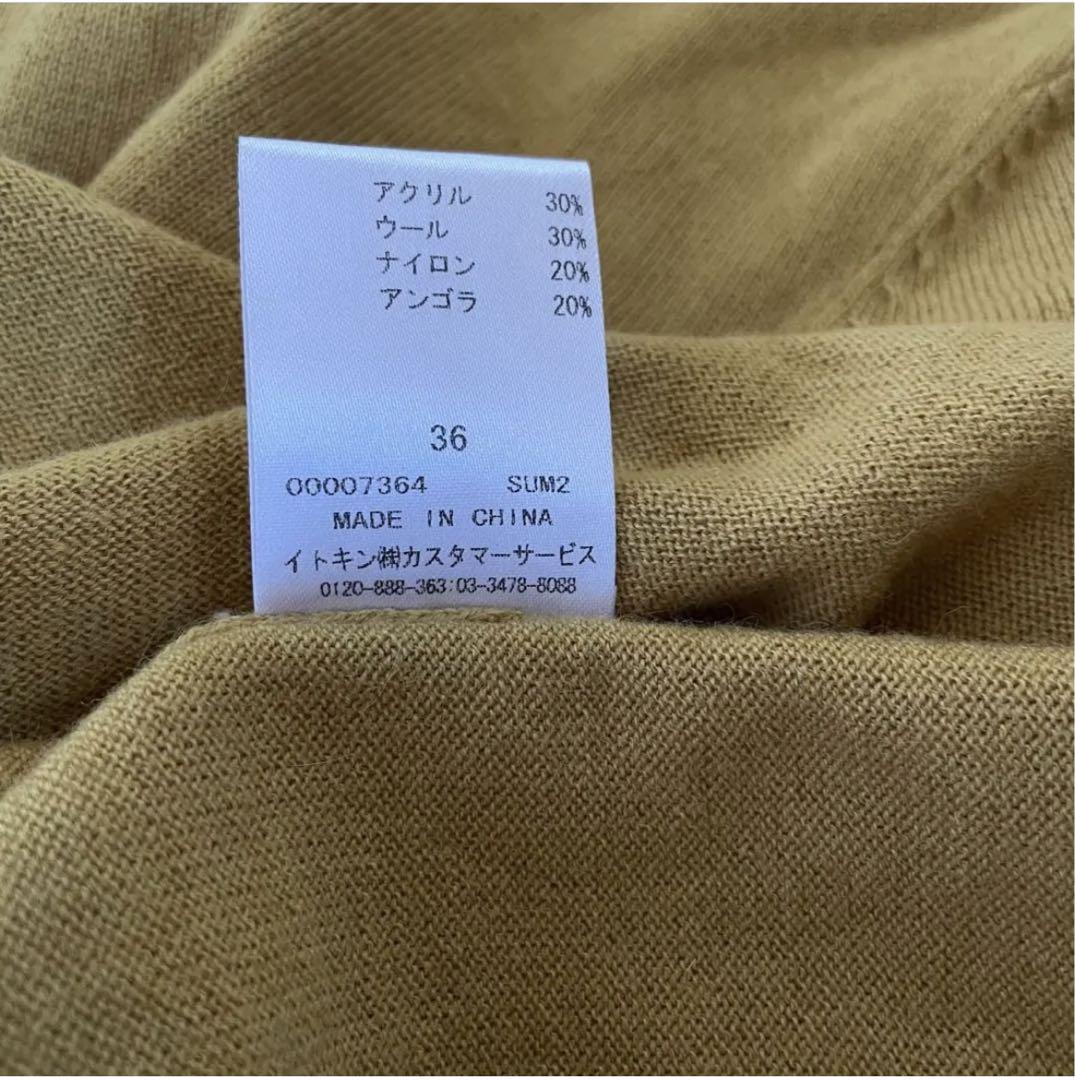 アクリル 30%
ウール 30%
ナイロン 20%
アンゴラ 20%
36
00007364 SUM2
MADE IN CHINA
イトキン㈱カスタマーサービス
0120-888-363:03-3478-8088